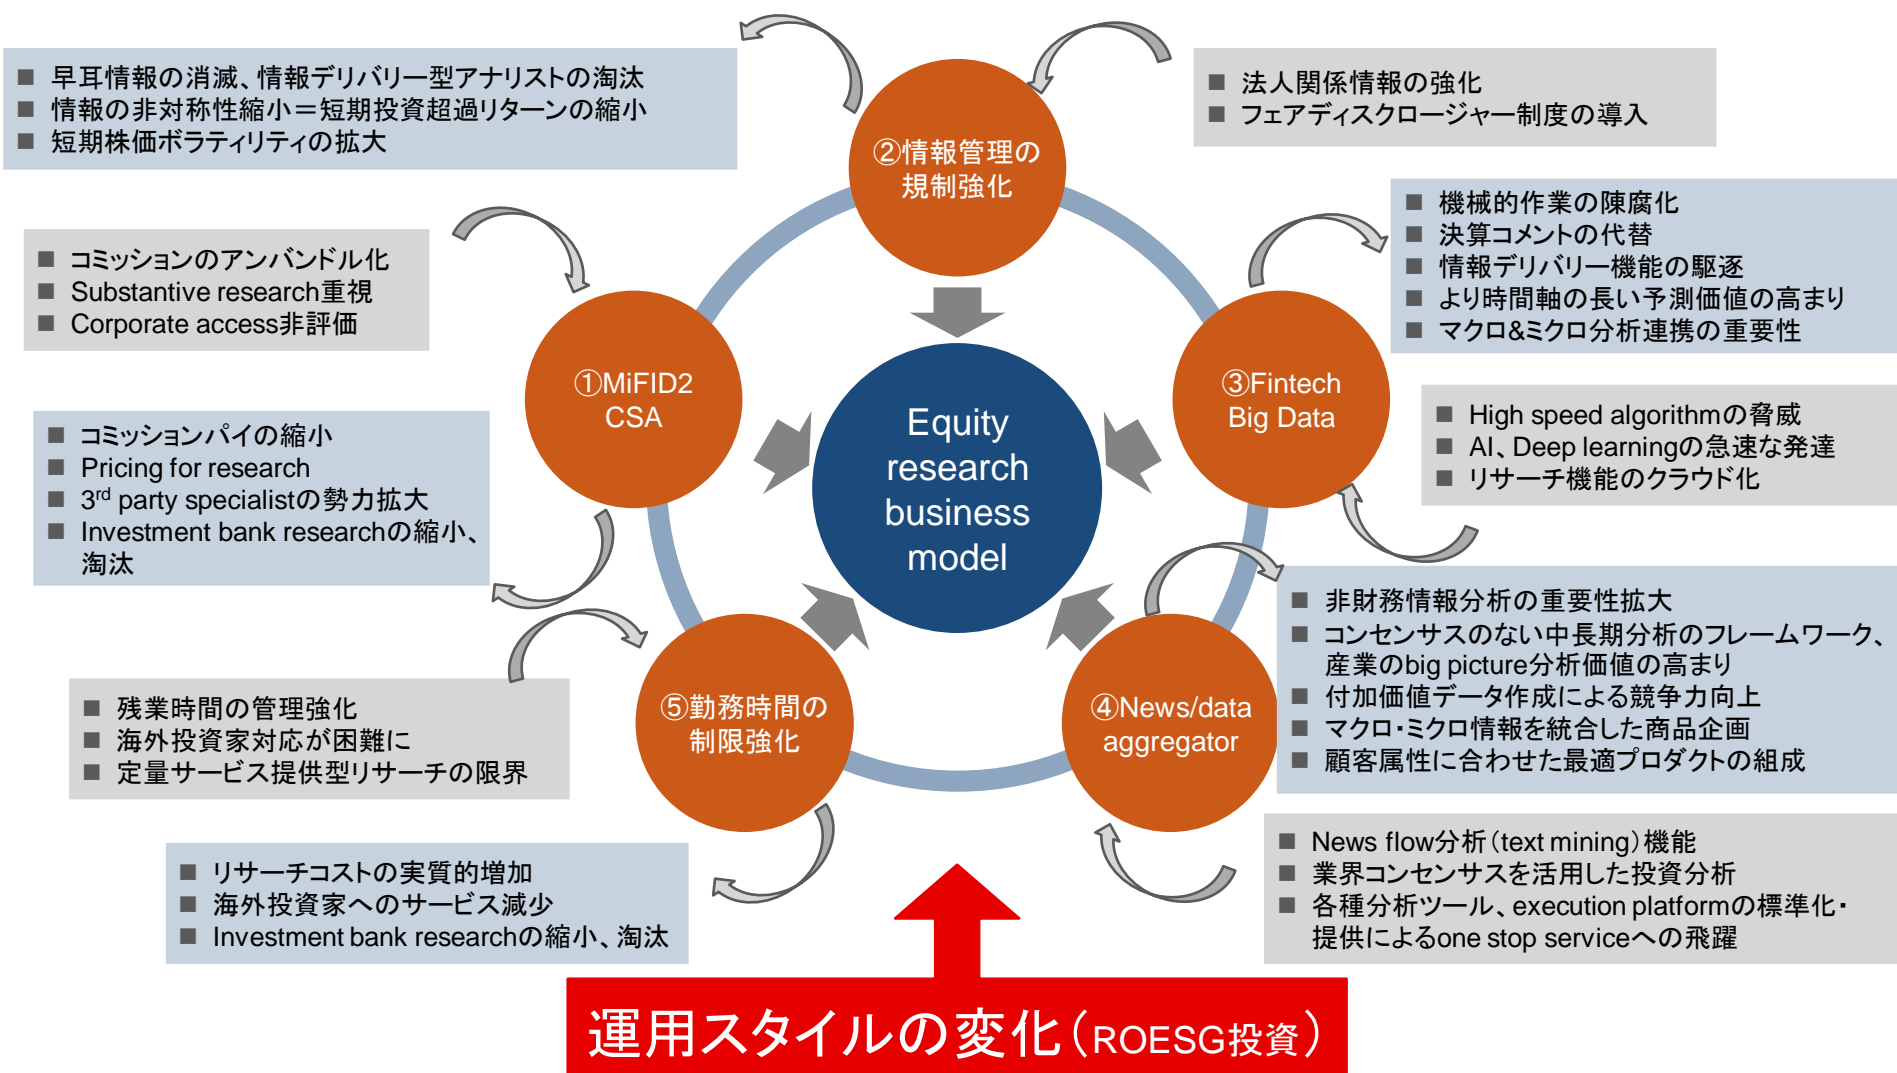 ■ 早耳情報の消滅、情報デリバリー型アナリストの淘汰
■ 情報の非対称性縮小＝短期投資超過リターンの縮小
■ 短期株価ボラティリティの拡大
②情報管理の
規制強化
■ 法人関係情報の強化
■ フェアディスクロージャー制度の導入
■ コミッションのアンバンドル化
■ Substantive research重視
■ Corporate access非評価
①MiFID2
CSA
■ コミッションパイの縮小
■ Pricing for research
■ 3rd party specialistの勢力拡大
■ Investment bank researchの縮小、
淘汰
■ 機械的作業の陳腐化
■ 決算コメントの代替
■ 情報デリバリー機能の駆逐
■ より時間軸の長い予測価値の高まり
■ マクロ&ミクロ分析連携の重要性
③Fintech
Big Data
■ High speed algorithmの脅威
■ AI、Deep learningの急速な発達
■ リサーチ機能のクラウド化
Equity
research
business
model
■ 非財務情報分析の重要性拡大
■ コンセンサスのない中長期分析のフレームワーク、
産業のbig picture分析価値の高まり
■ 付加価値データ作成による競争力向上
■ マクロ・ミクロ情報を統合した商品企画
■ 顧客属性に合わせた最適プロダクトの組成
④News/data
aggregator
■ News flow分析（text mining）機能
■ 業界コンセンサスを活用した投資分析
■ 各種分析ツール、execution platformの標準化・
提供によるone stop serviceへの飛躍
■ 残業時間の管理強化
■ 海外投資家対応が困難に
■ 定量サービス提供型リサーチの限界
⑤勤務時間の
制限強化
■ リサーチコストの実質的増加
■ 海外投資家へのサービス減少
■ Investment bank researchの縮小、淘汰
運用スタイルの変化（ROESG投資）